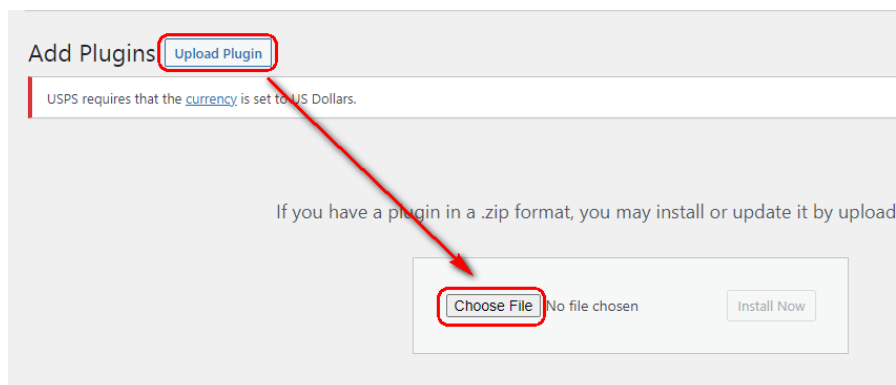 Add Plugins Upload Plugin
USPS requires that the currency is set to US Dollars.
If you have a plugin in a .zip format, you may install or update it by upload
Choose File No file chosen Install Now